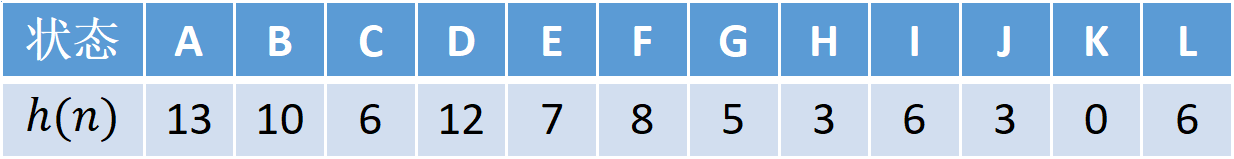 状态 A B C D E F G H I J K L
h(n) 13 10 6 12 7 8 5 3 6 3 0 6